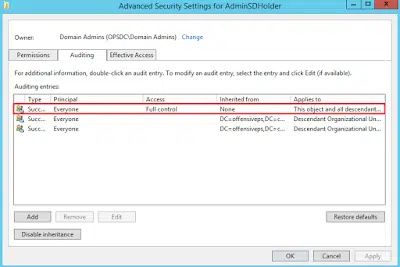 Advanced Security Settings for AdminSDHolder
Owner: Domain Admins (OPSDC\Domain Admins) Change
Permissions Auditing Effective Access
For additional information, double-click an audit entry. To modify an audit entry, select the entry and click Edit (if available).
Auditing entries:
Type Principal Access Inherited from Applies to
Succ... Everyone Full control None This object and all descendant...
Succ... Everyone DC=offensiveps,DC=c... Descendant Organizational Un...
Succ... Everyone DC=offensiveps,DC=c... Descendant Organizational Un...
Add Remove Edit Restore defaults
Disable inheritance
OK Cancel Apply